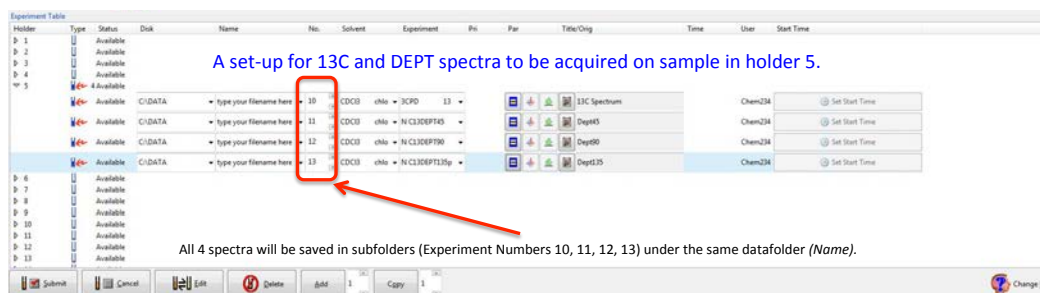 Experiment Table
Holder Type Status Disk Name No. Solvent Experiment Pri Par Title/Orig Time User Start Time
1 Available
2 Available
3 Available
4 Available
5 4 Available
A set-up for 13C and DEPT spectra to be acquired on sample in holder 5.
Available C:\DATA type your filename here 10 CDCl3 chlo 3CPD 13 13C Spectrum Chem234 Set Start Time
Available C:\DATA type your filename here 11 CDCl3 chlo N C13DEPT45 Dept45 Chem234 Set Start Time
Available C:\DATA type your filename here 12 CDCl3 chlo N C13DEPT90 Dept90 Chem234 Set Start Time
Available C:\DATA type your filename here 13 CDCl3 chlo N C13DEPT135p Dept135 Chem234 Set Start Time
6 Available
7 Available
8 Available
9 Available
10 Available
11 Available
12 Available
13 Available
All 4 spectra will be saved in subfolders (Experiment Numbers 10, 11, 12, 13) under the same datafolder (Name).
Submit Cancel Edit Delete Add 1 Copy 1 Change